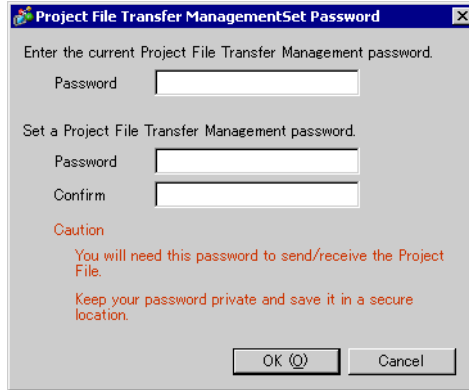 Project File Transfer ManagementSet Password
Enter the current Project File Transfer Management password.
Password
Set a Project File Transfer Management password.
Password
Confirm
Caution
You will need this password to send/receive the Project
File.
Keep your password private and save it in a secure
location.
OK (O)
Cancel